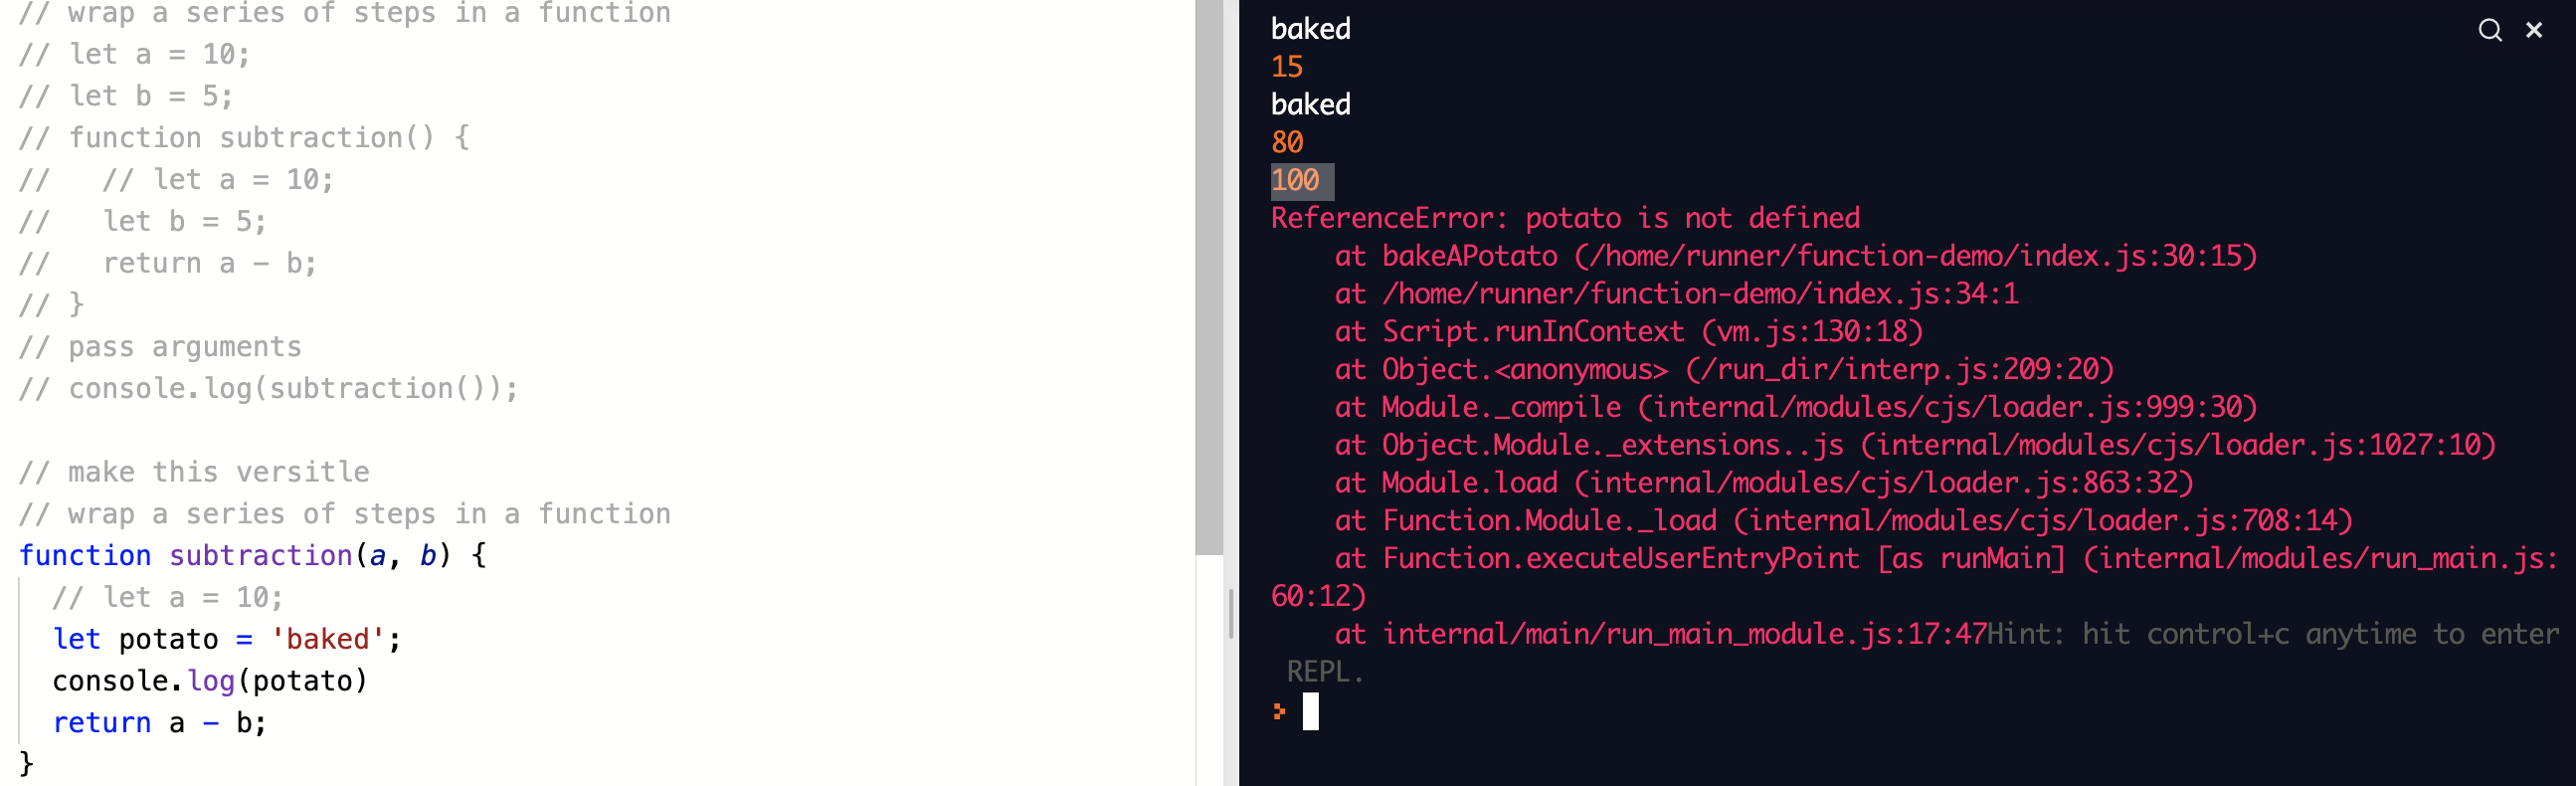 // wrap a series of steps in a function
// let a = 10;
// let b = 5;
// function subtraction() {
//   // let a = 10;
//   let b = 5;
//   return a - b;
// }
// pass arguments
// console.log(subtraction());
// make this versitle
// wrap a series of steps in a function
function subtraction(a, b) {
  // let a = 10;
  let potato = 'baked';
  console.log(potato)
  return a - b;
}
baked
15
baked
80
100
ReferenceError: potato is not defined
    at bakeAPotato (/home/runner/function-demo/index.js:30:15)
    at /home/runner/function-demo/index.js:34:1
    at Script.runInContext (vm.js:130:18)
    at Object.<anonymous> (/run_dir/interp.js:209:20)
    at Module._compile (internal/modules/cjs/loader.js:999:30)
    at Object.Module._extensions..js (internal/modules/cjs/loader.js:1027:10)
    at Module.load (internal/modules/cjs/loader.js:863:32)
    at Function.Module._load (internal/modules/cjs/loader.js:708:14)
    at Function.executeUserEntryPoint [as runMain] (internal/modules/run_main.js:
60:12)
    at internal/main/run_main_module.js:17:47Hint: hit control+c anytime to enter
 REPL.